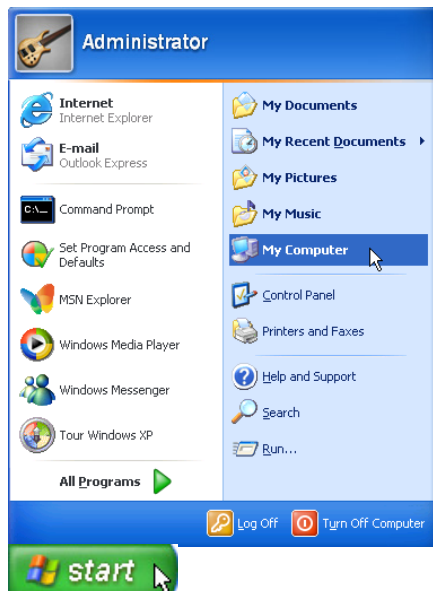 Administrator
Internet
Internet Explorer
E-mail
Outlook Express
C:\_
Command Prompt
Set Program Access and
Defaults
MSN Explorer
Windows Media Player
Windows Messenger
Tour Windows XP
All Programs
My Documents
My Recent Documents
My Pictures
My Music
My Computer
Control Panel
Printers and Faxes
Help and Support
Search
Run...
Log Off
Turn Off Computer
start